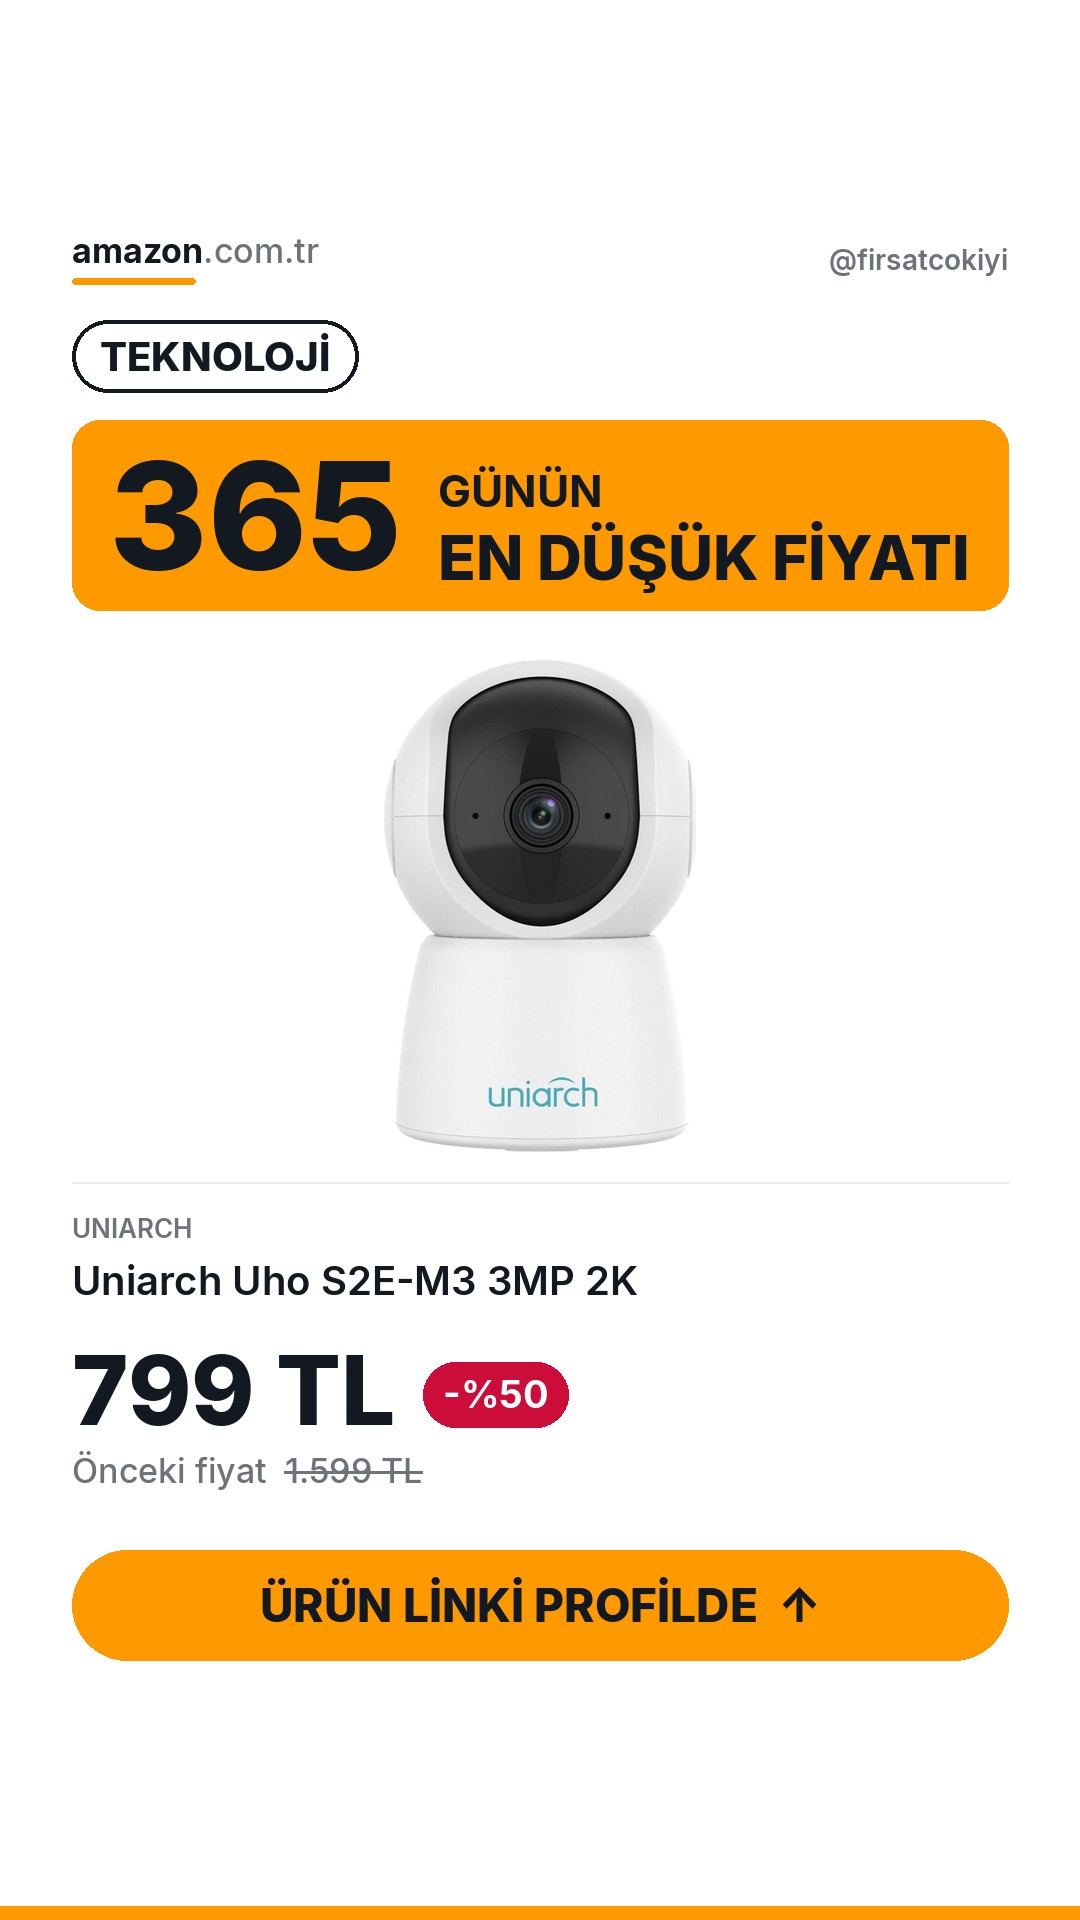 amazon.com.tr
@firsatcokiyi
TEKNOLOJİ
365
GÜNÜN
EN DÜŞÜK FİYATI
uniarch
UNIARCH
Uniarch Uho S2E-M3 3MP 2K
799 TL -%50
Önceki fiyat 1.599 TL
ÜRÜN LİNKİ PROFİLDE ↑